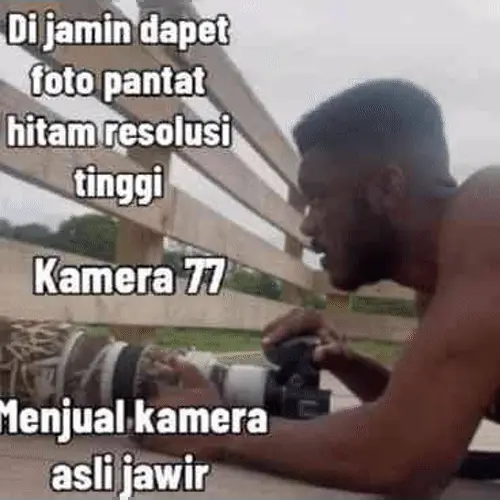 Di jamin dapet
foto pantat
hitam resolusi
tinggi
Kamera 77
Menjual kamera
asli jawir